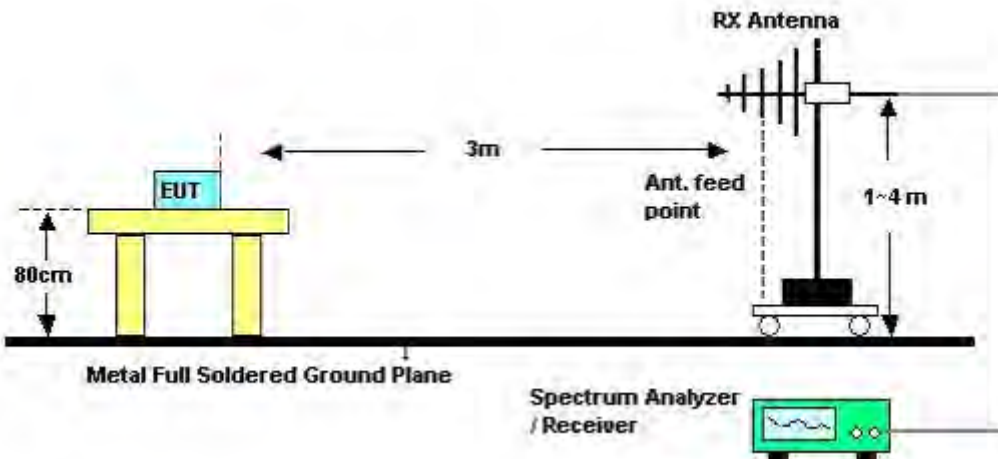 RX Antenna
3m
EUT
Ant. feed
point
1~4 m
80cm
Metal Full Soldered Ground Plane
Spectrum Analyzer
/ Receiver